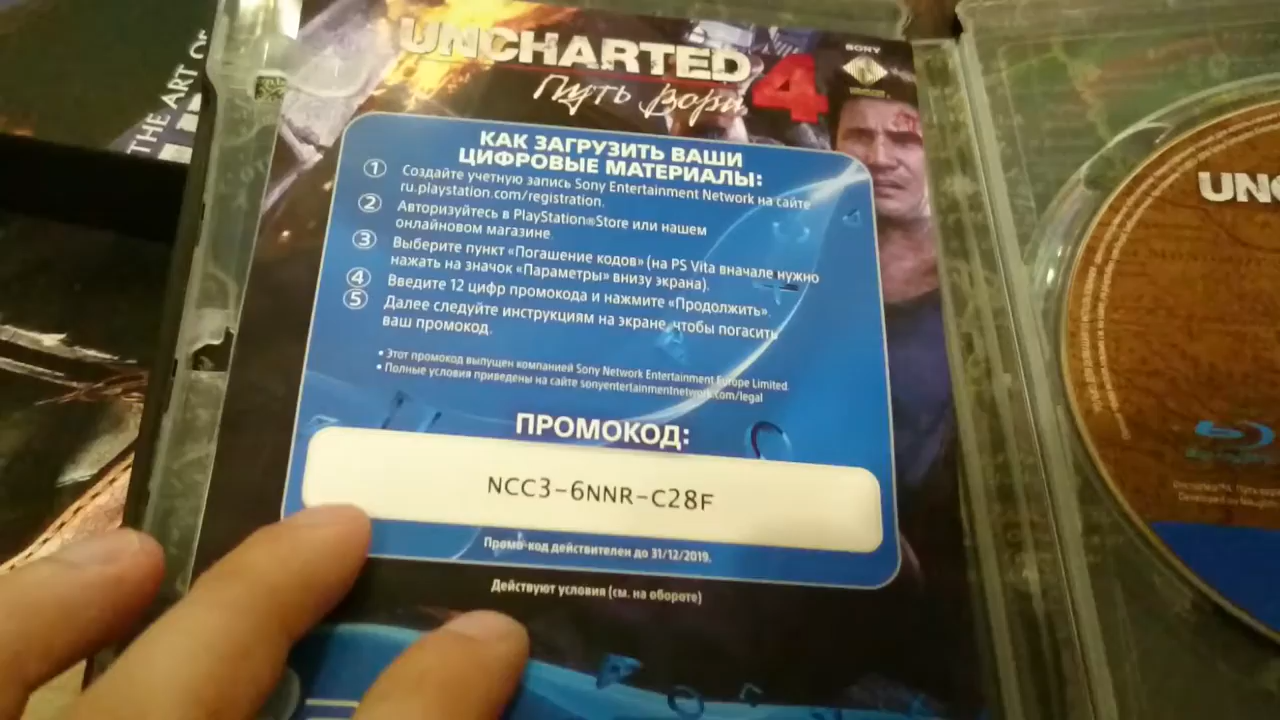 THE ART OF
UNCHARTED 4
Путь вора
SONY
КАК ЗАГРУЗИТЬ ВАШИ
ЦИФРОВЫЕ МАТЕРИАЛЫ:
1 Создайте учетную запись Sony Entertainment Network на сайте
ru.playstation.com/registration.
2 Авторизуйтесь в PlayStation®Store или нашем
онлайновом магазине.
3 Выберите пункт «Погашение кодов» (на PS Vita вначале нужно
нажать на значок «Параметры» внизу экрана).
4 Введите 12 цифр промокода и нажмите «Продолжить».
5 Далее следуйте инструкциям на экране, чтобы погасить
ваш промокод.
• Этот промокод выпущен компанией Sony Network Entertainment Europe Limited.
• Полные условия приведены на сайте sonyentertainmentnetwork.com/legal
ПРОМОКОД:
NCC3-6NNR-C28F
Промо-код действителен до 31/12/2019.
Действуют условия (см. на обороте)
UNC